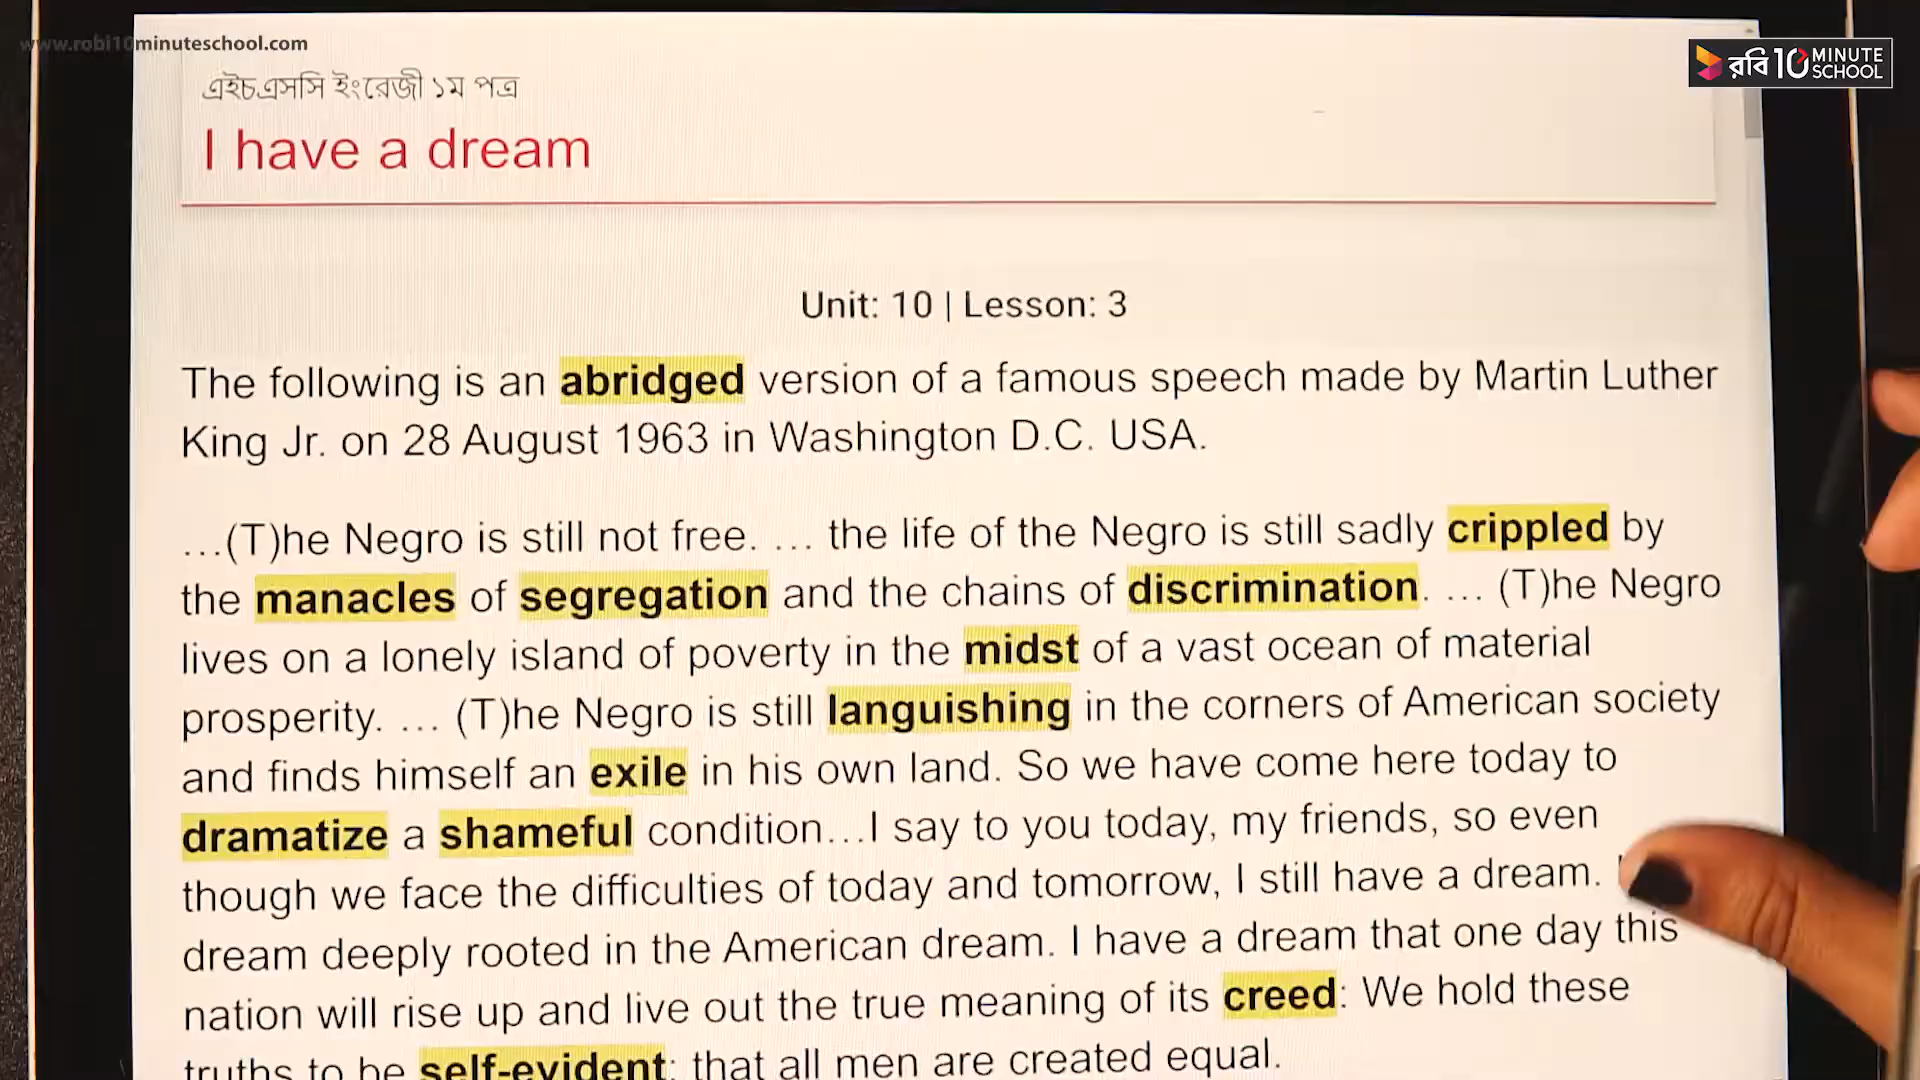 www.robi10minuteschool.com
রবি 10 MINUTE SCHOOL
এইচএসসি ইংরেজী ১ম পত্র
I have a dream
Unit: 10 | Lesson: 3
The following is an abridged version of a famous speech made by Martin Luther
King Jr. on 28 August 1963 in Washington D.C. USA.
…(T)he Negro is still not free. … the life of the Negro is still sadly crippled by
the manacles of segregation and the chains of discrimination. … (T)he Negro
lives on a lonely island of poverty in the midst of a vast ocean of material
prosperity. … (T)he Negro is still languishing in the corners of American society
and finds himself an exile in his own land. So we have come here today to
dramatize a shameful condition…I say to you today, my friends, so even
though we face the difficulties of today and tomorrow, I still have a dream.
dream deeply rooted in the American dream. I have a dream that one day this
nation will rise up and live out the true meaning of its creed: We hold these
truths to be self-evident: that all men are created equal.